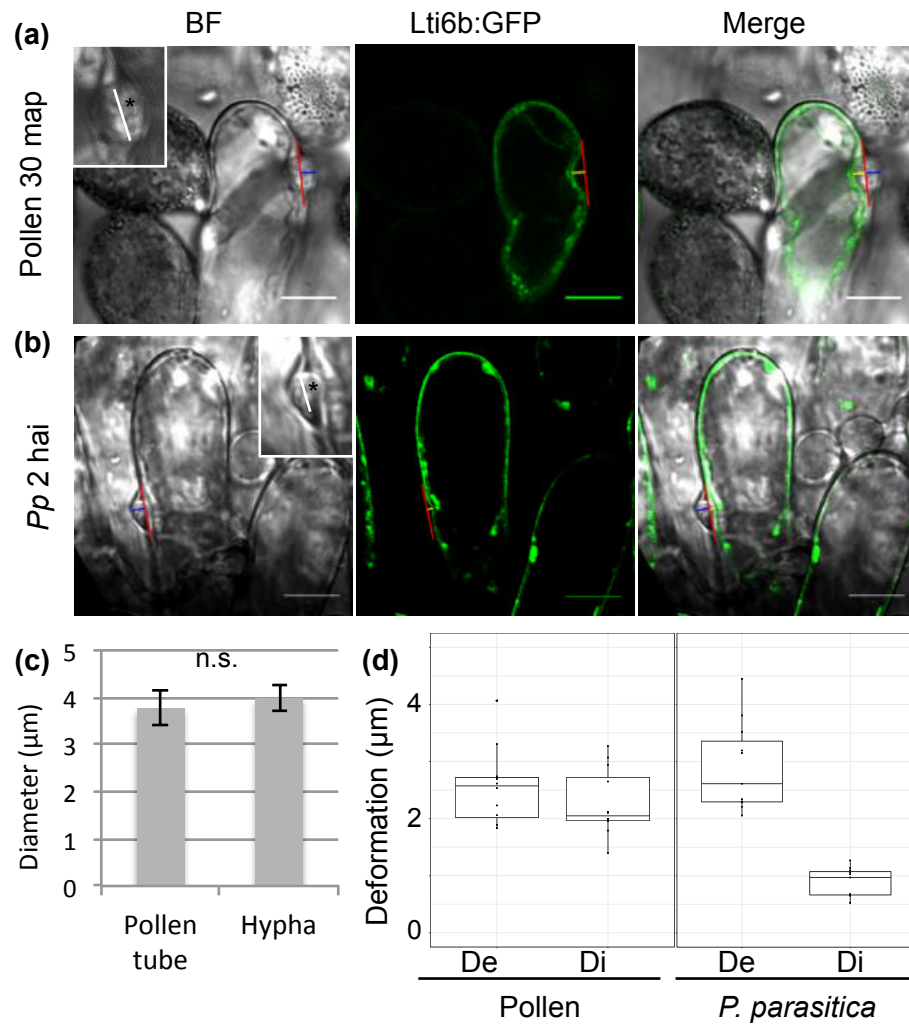 BF Lti6b:GFP Merge
(a)
Pollen 30 map
*
(b)
Pp 2 hai
*
(c)
n.s.
5
4
3
2
1
0
Diameter (µm)
Pollen tube
Hypha
(d)
Deformation (µm)
4
2
0
De Di De Di
Pollen P. parasitica